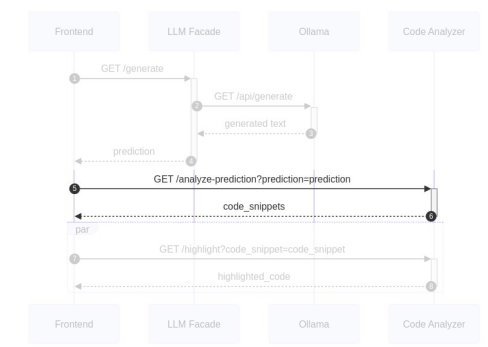 Frontend LLM Facade Ollama Code Analyzer
GET /generate
1
GET /api/generate
2
generated text
3
prediction
4
GET /analyze-prediction?prediction=prediction
5
code_snippets
6
par
GET /highlight?code_snippet=code_snippet
7
highlighted_code
8
Frontend LLM Facade Ollama Code Analyzer